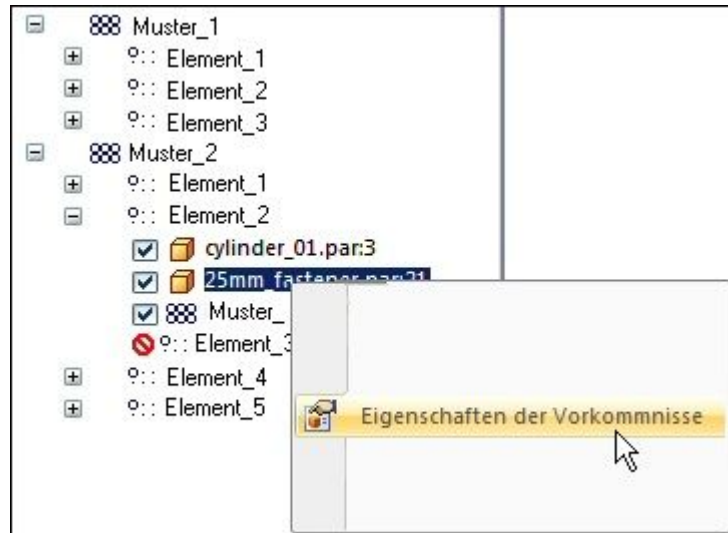 Muster_1
Element_1
Element_2
Element_3
Muster_2
Element_1
Element_2
cylinder_01.par:3
25mm_fastener.par:21
Muster_
Element_3
Element_4
Element_5
Eigenschaften der Vorkommnisse